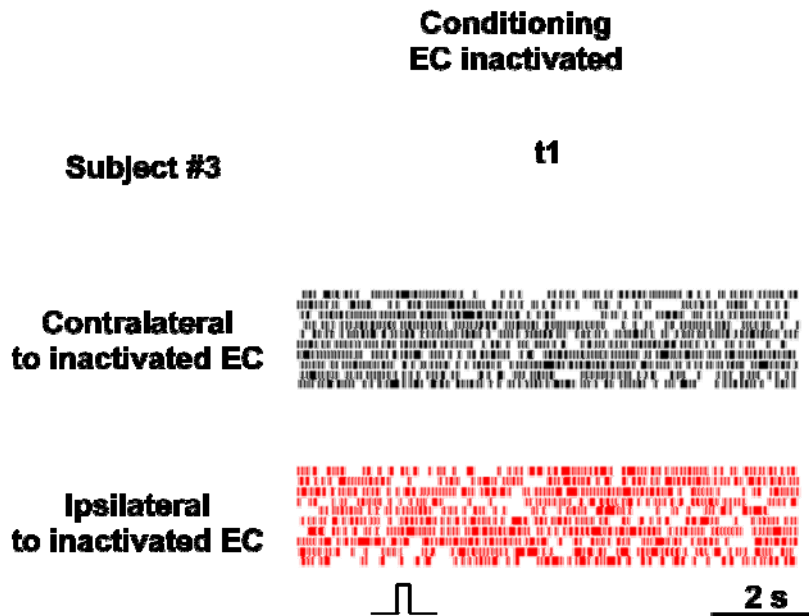 Conditioning
EC inactivated
Subject #3
t1
Contralateral
to inactivated EC
Ipsilateral
to inactivated EC
2 s